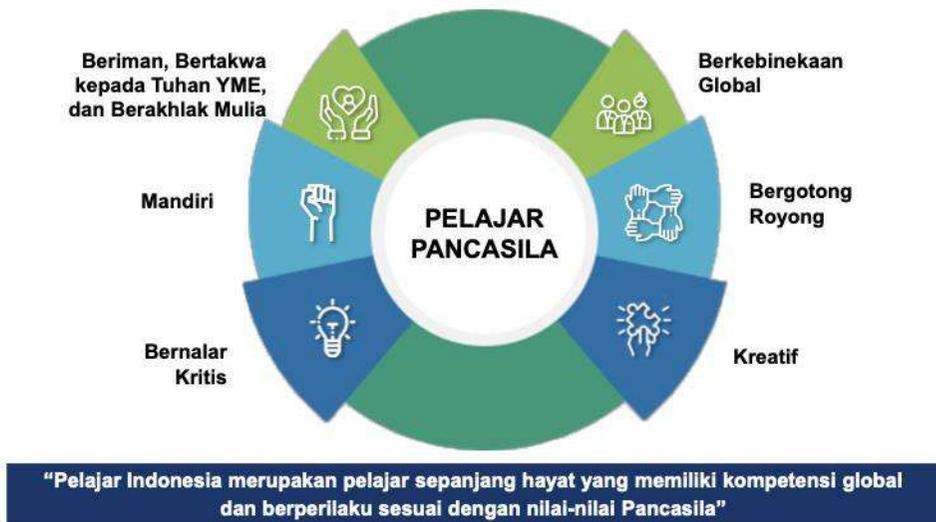 Beriman, Bertakwa
kepada Tuhan YME,
dan Berakhlak Mulia
Berkebinekaan
Global
Mandiri
PELAJAR
PANCASILA
Bergotong
Royong
Bernalar
Kritis
Kreatif
“Pelajar Indonesia merupakan pelajar sepanjang hayat yang memiliki kompetensi global
dan berperilaku sesuai dengan nilai-nilai Pancasila”